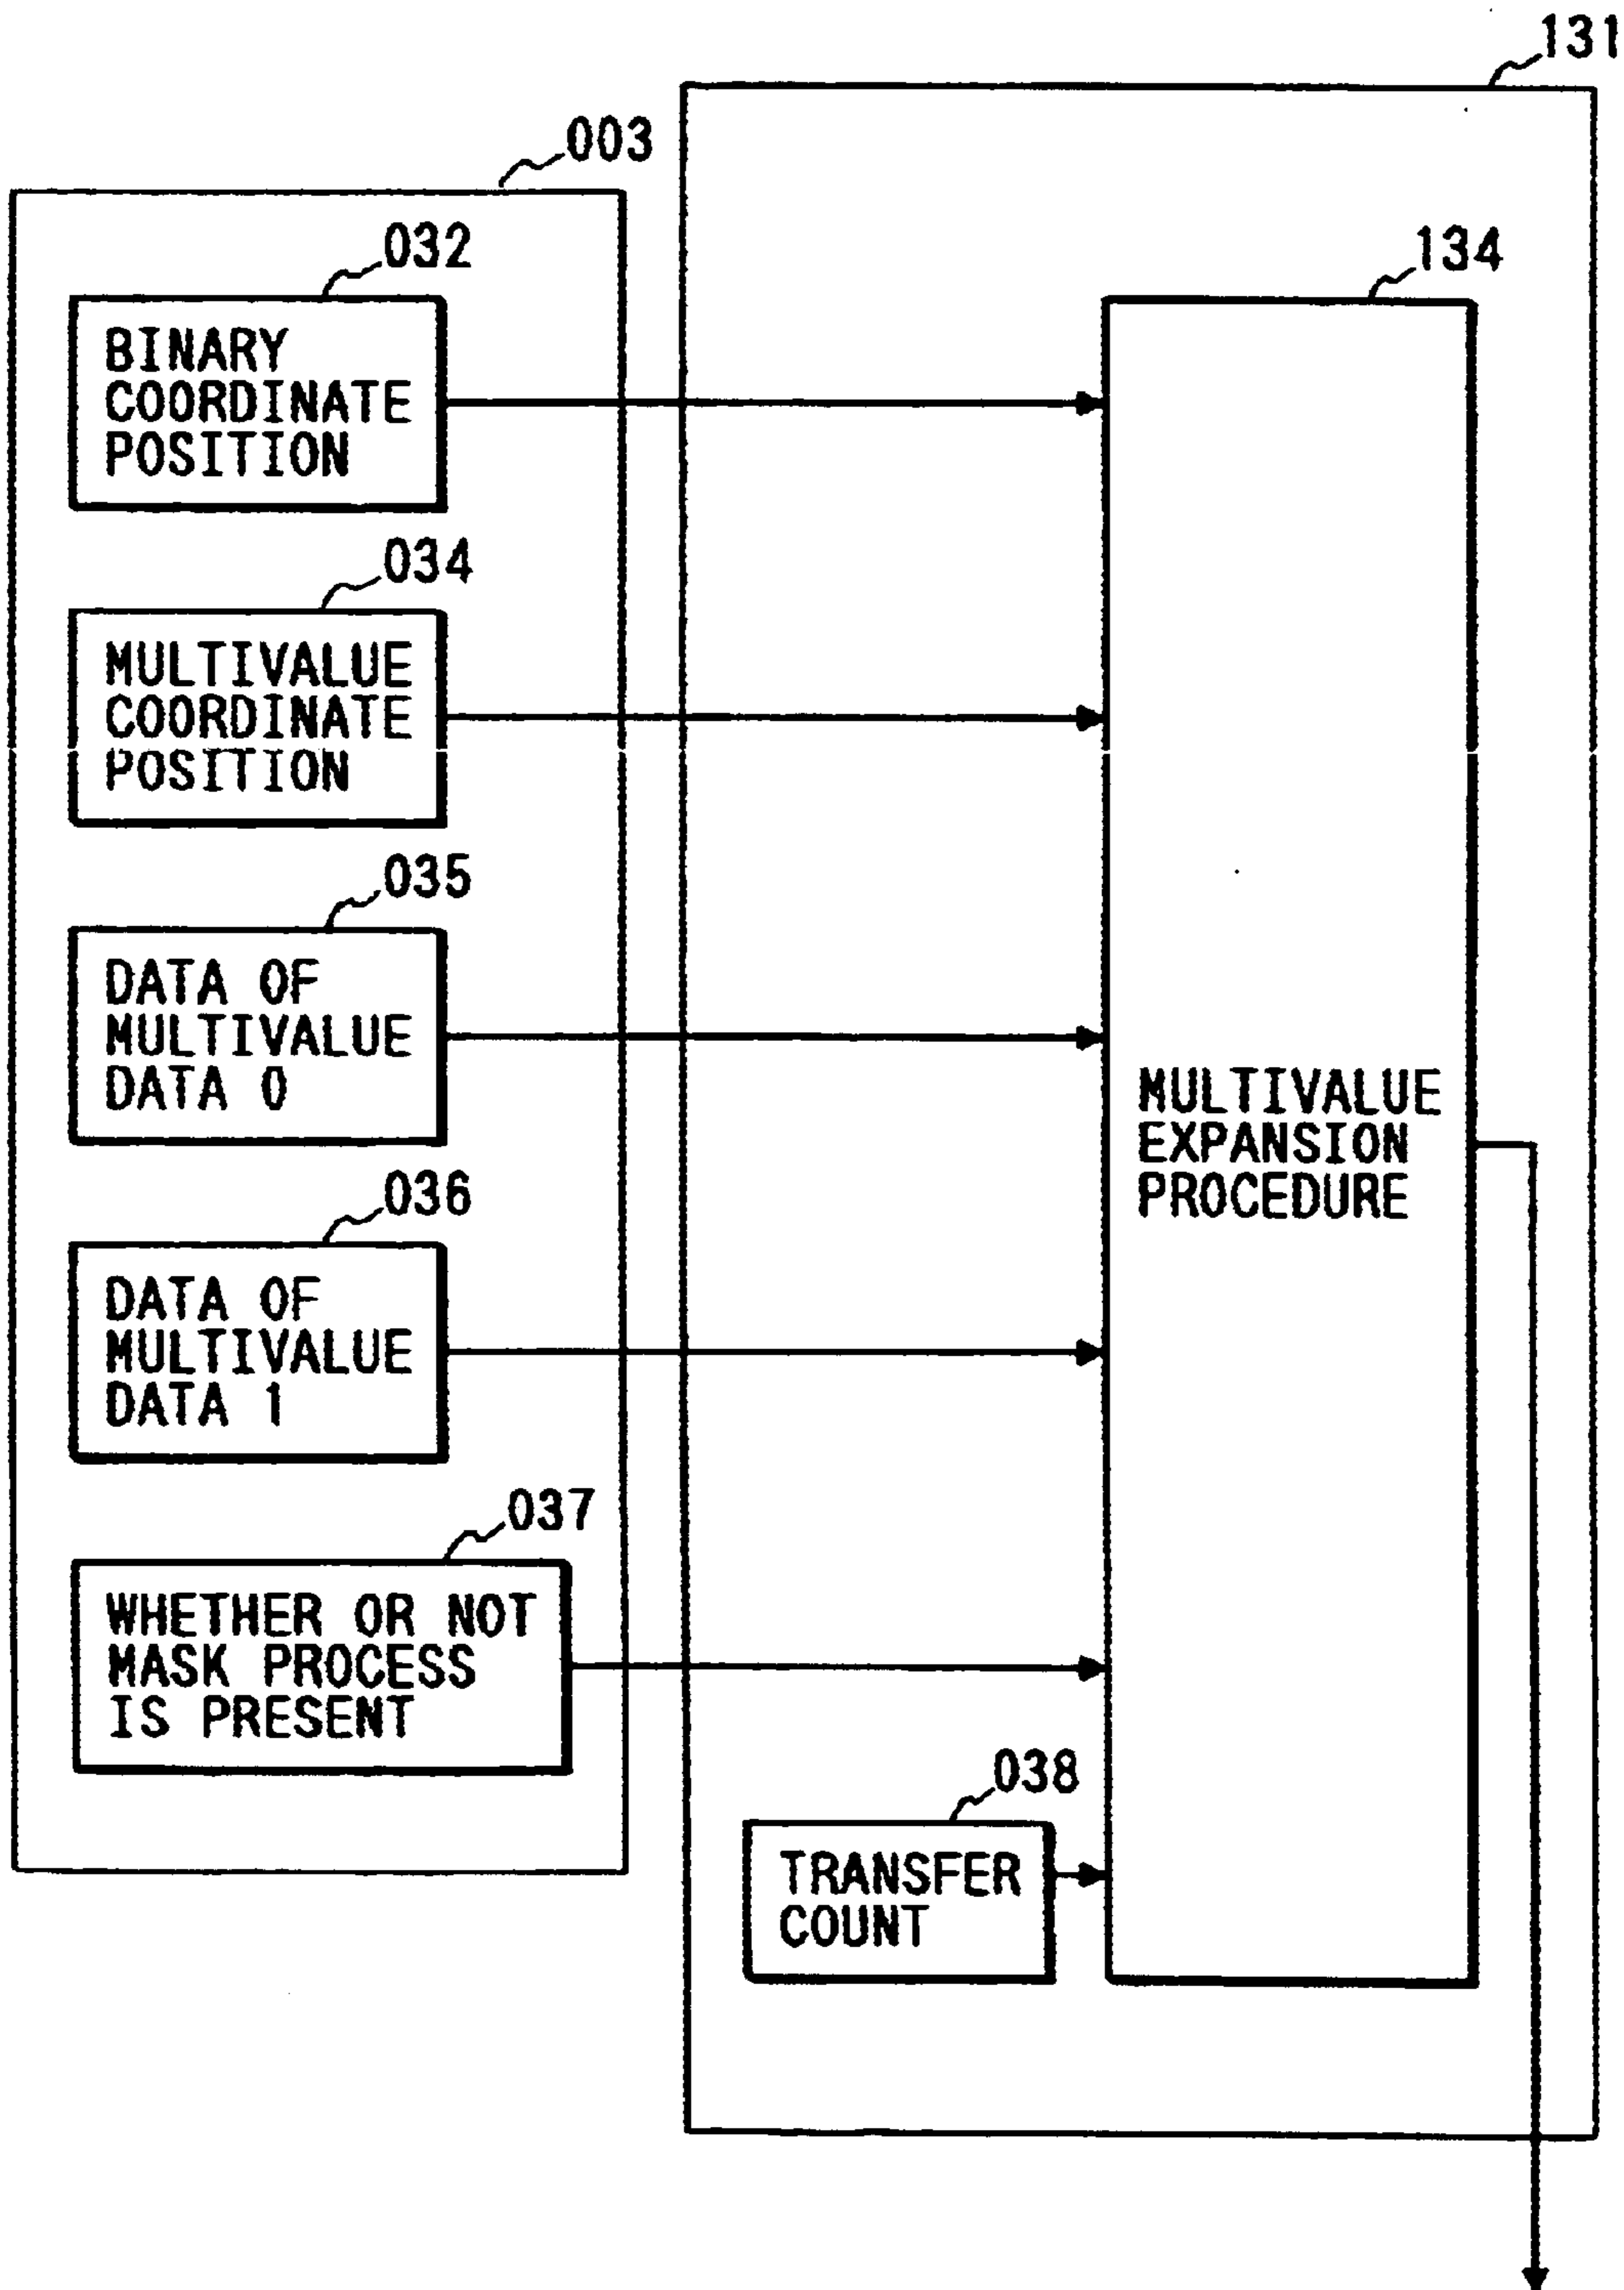 131
003
032
BINARY
COORDINATE
POSITION
134
034
MULTIVALUE
COORDINATE
POSITION
035
DATA OF
MULTIVALUE
DATA 0
MULTIVALUE
EXPANSION
PROCEDURE
036
DATA OF
MULTIVALUE
DATA 1
037
WHETHER OR NOT
MASK PROCESS
IS PRESENT
038
TRANSFER
COUNT